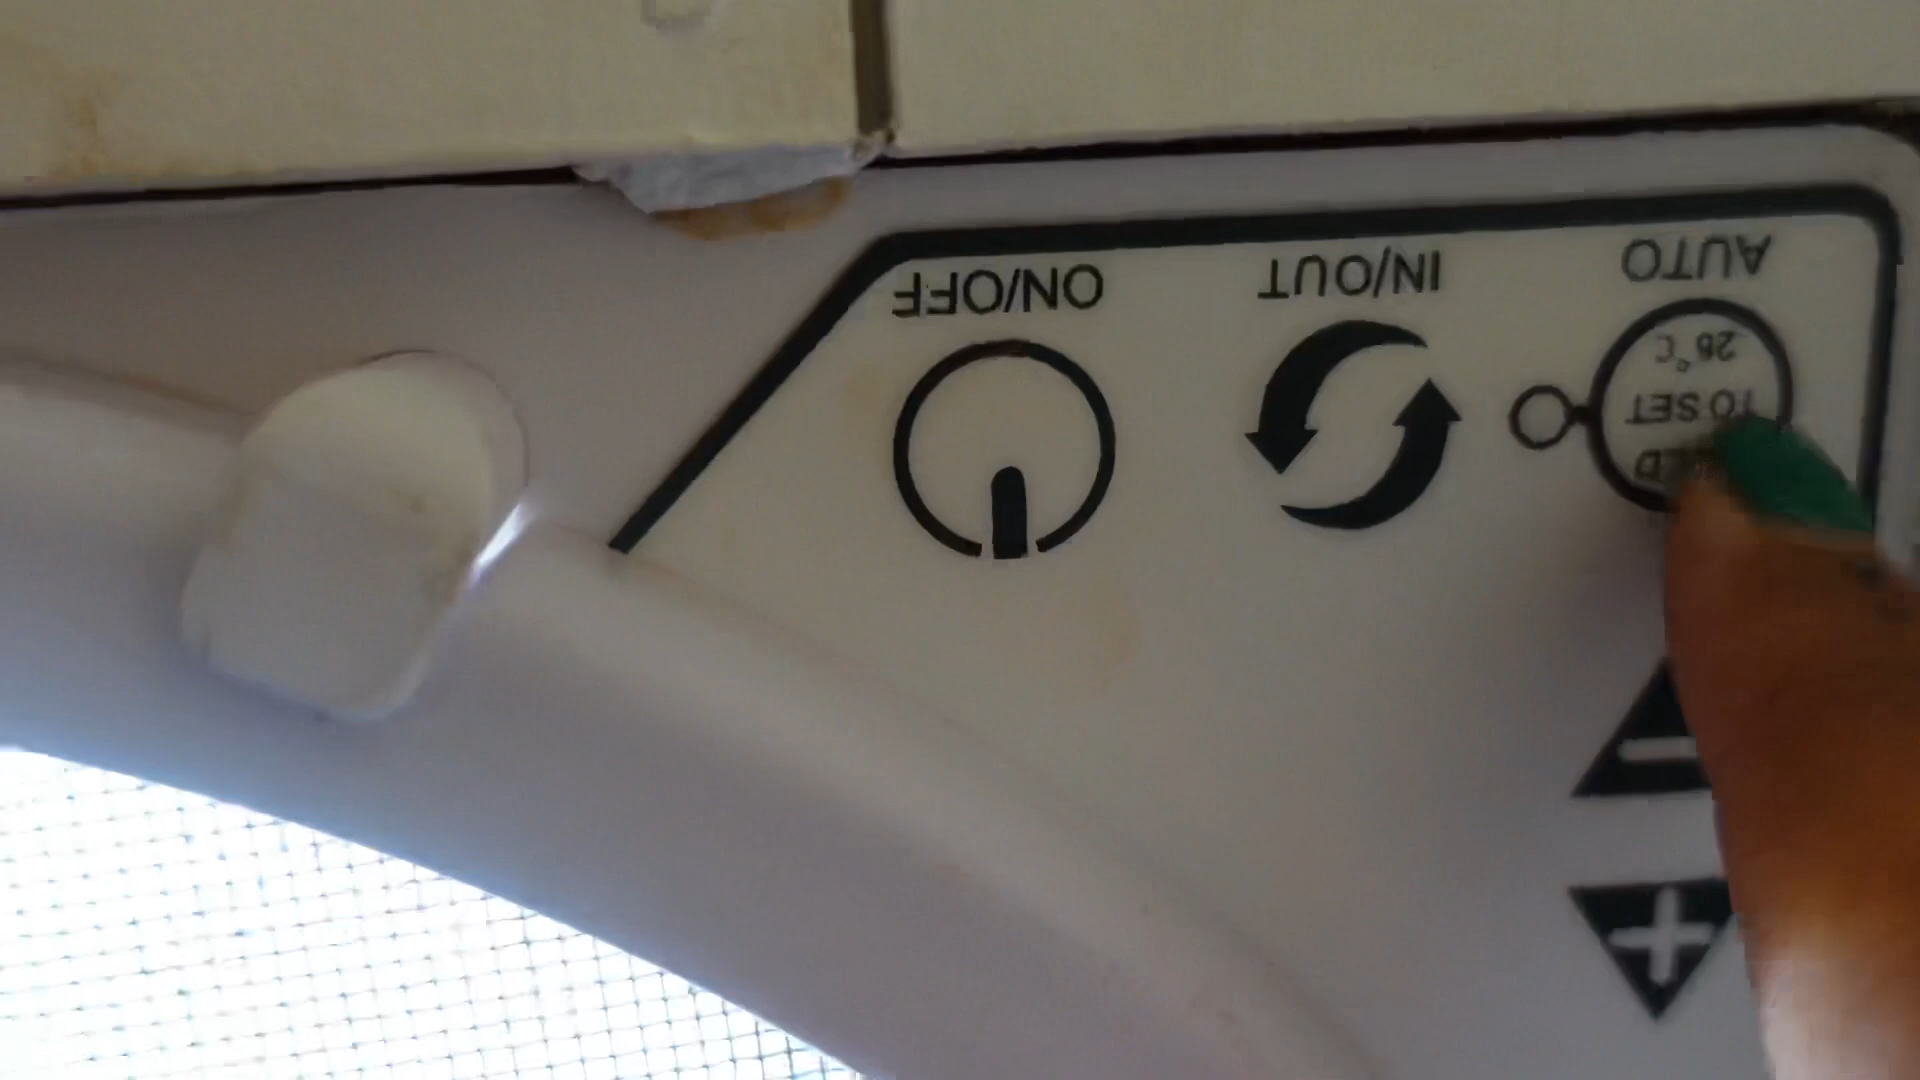 +
-
TO SET
26°C
AUTO
IN/OUT
ON/OFF